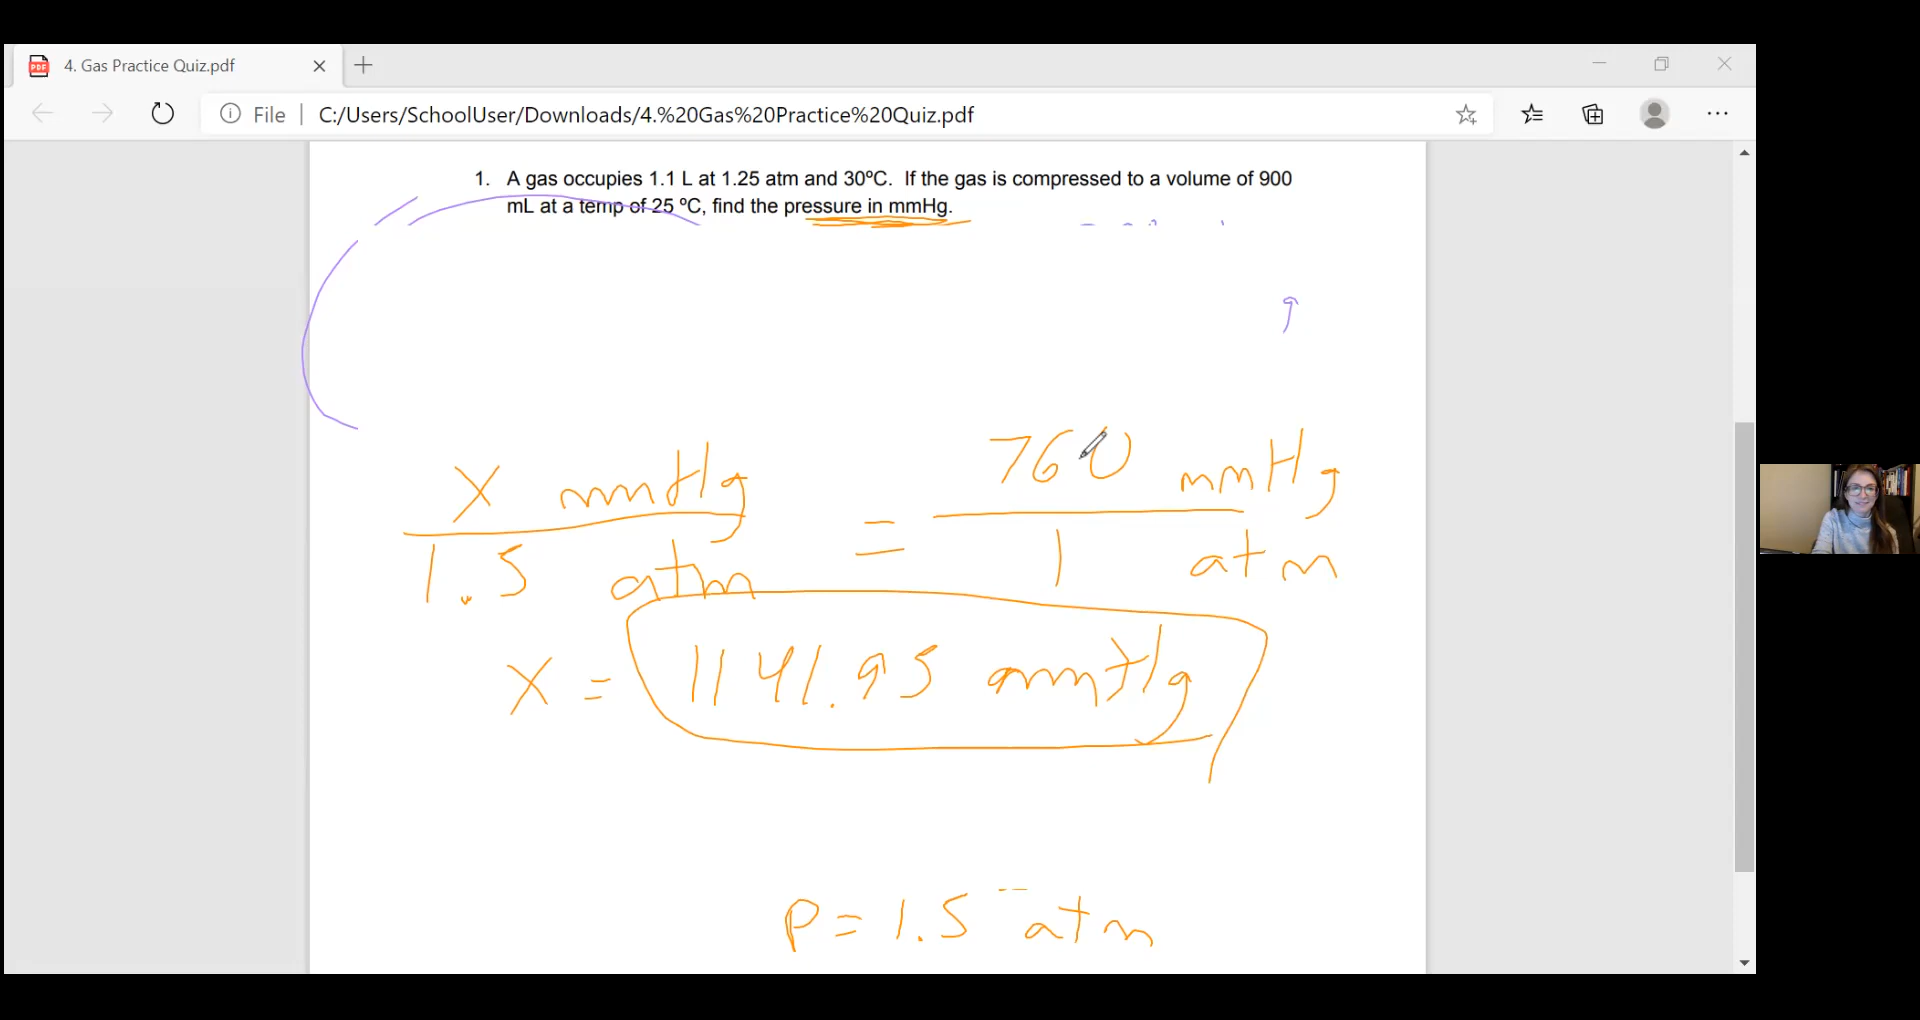 4. Gas Practice Quiz.pdf
File | C:/Users/SchoolUser/Downloads/4.%20Gas%20Practice%20Quiz.pdf
1. A gas occupies 1.1 L at 1.25 atm and 30ºC. If the gas is compressed to a volume of 900
mL at a temp of 25 ºC, find the pressure in mmHg.
X mmHg = 760 mmHg
1.5 atm 1 atm
X = 1141.95 mmHg
P = 1.5 atm